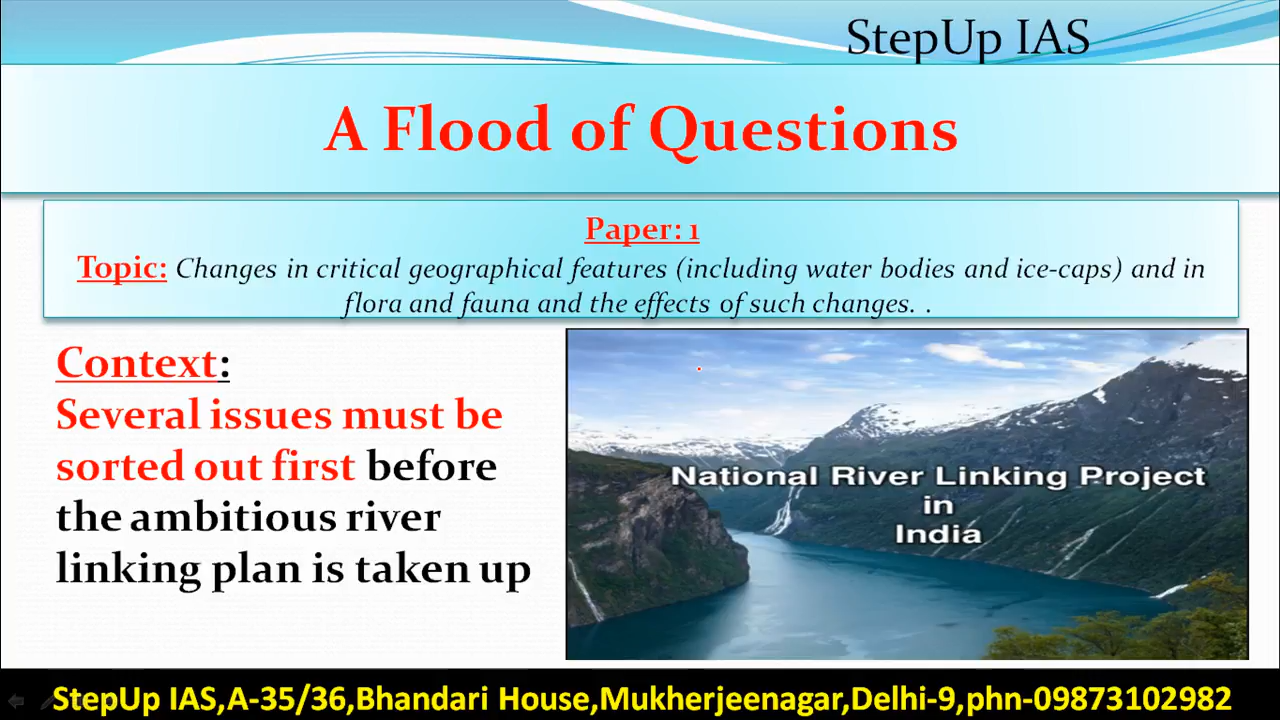 StepUp IAS
A Flood of Questions
Paper: 1
Topic: Changes in critical geographical features (including water bodies and ice-caps) and in
flora and fauna and the effects of such changes. .
Context:
Several issues must be
sorted out first before
the ambitious river
linking plan is taken up
National River Linking Project
in
India
StepUp IAS,A-35/36,Bhandari House,Mukherjeenagar,Delhi-9,phn-09873102982